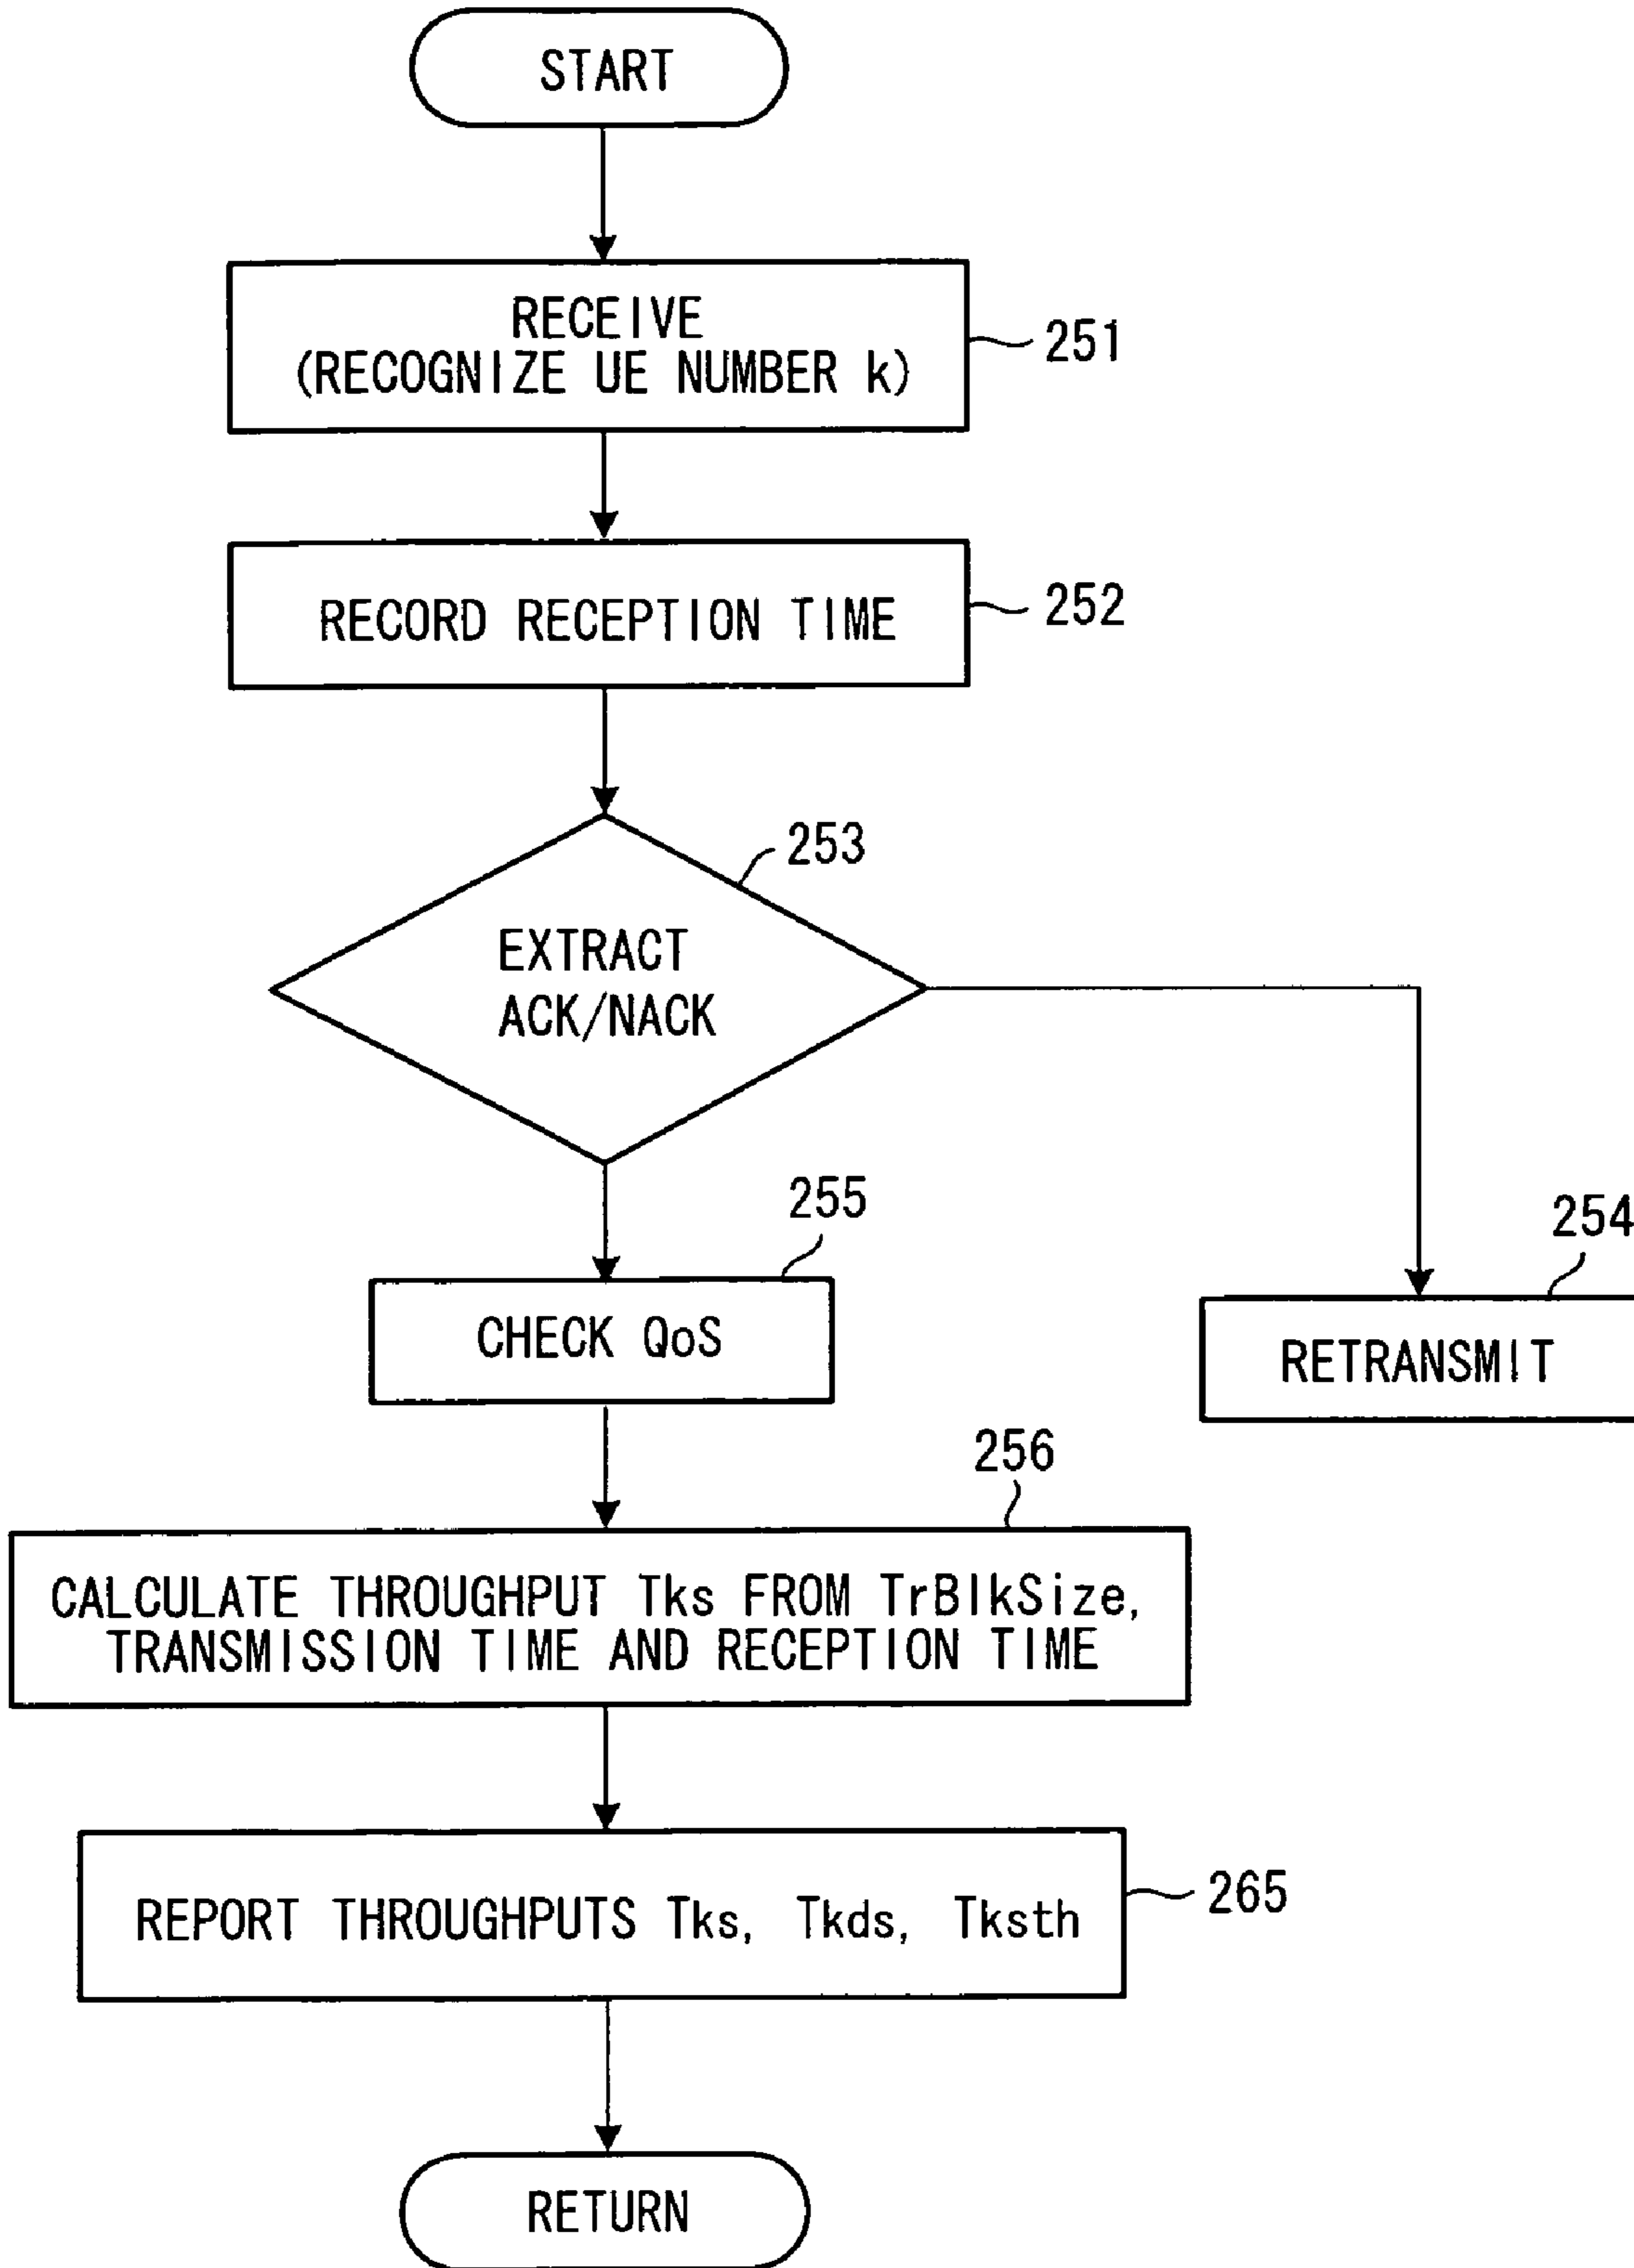 START
RECEIVE
(RECOGNIZE UE NUMBER k)
251
RECORD RECEPTION TIME
252
253
EXTRACT
ACK/NACK
255
CHECK QoS
254
RETRANSMIT
256
CALCULATE THROUGHPUT Tks FROM TrBlkSize,
TRANSMISSION TIME AND RECEPTION TIME
REPORT THROUGHPUTS Tks, Tkds, Tksth
265
RETURN